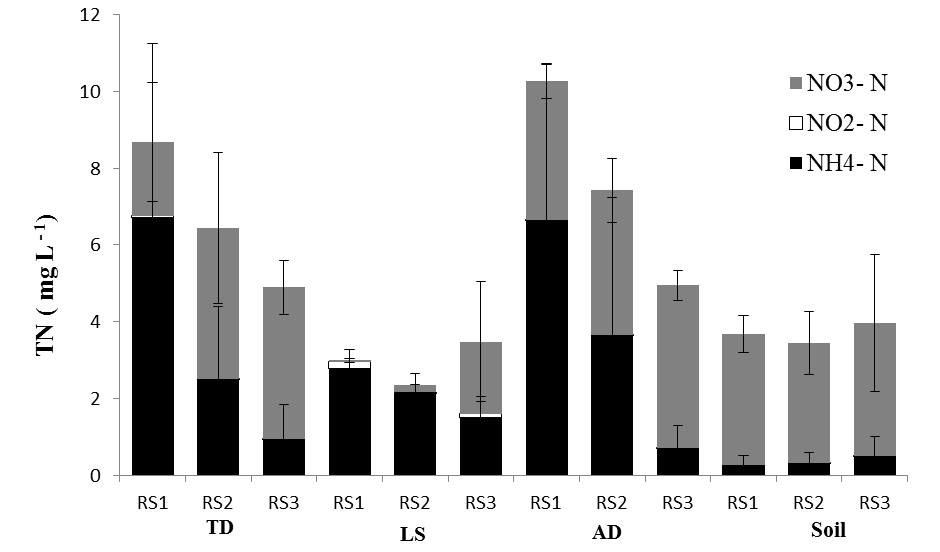 12
10
8
6
4
2
0
TN ( mg L -1)
NO3- N
NO2- N
NH4- N
RS1 RS2 RS3 RS1 RS2 RS3 RS1 RS2 RS3 RS1 RS2 RS3
TD LS AD Soil